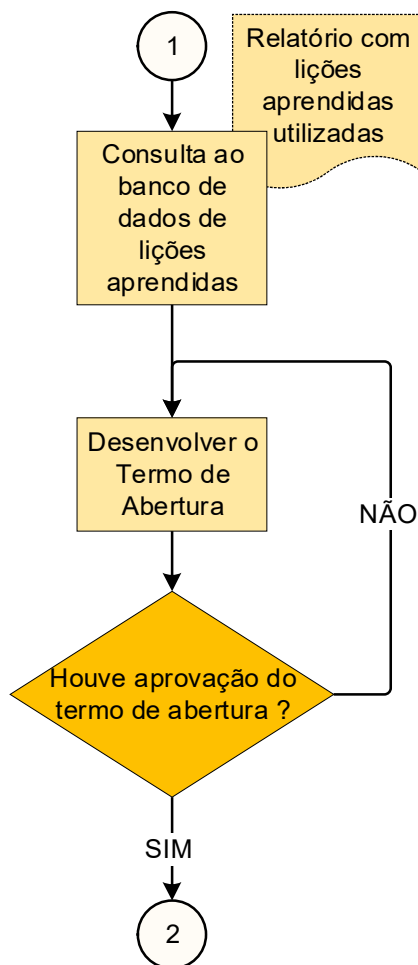 1
Relatório com
lições
aprendidas
utilizadas
Consulta ao
banco de
dados de
lições
aprendidas
Desenvolver o
Termo de
Abertura
NÃO
Houve aprovação do
termo de abertura ?
SIM
2